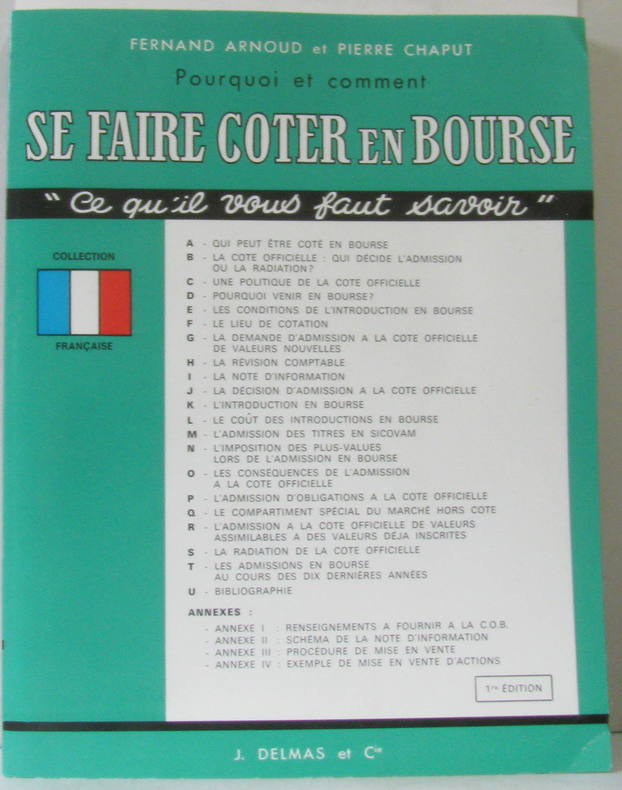 FERNAND ARNOUD et PIERRE CHAPUT
Pourquoi et comment
SE FAIRE COTER EN BOURSE
"Ce qu'il vous faut savoir"
COLLECTION
FRANÇAISE
A - QUI PEUT ÊTRE COTÉ EN BOURSE
B - LA COTE OFFICIELLE : QUI DÉCIDE L'ADMISSION
OU LA RADIATION?
C - UNE POLITIQUE DE LA COTE OFFICIELLE
D - POURQUOI VENIR EN BOURSE?
E - LES CONDITIONS DE L'INTRODUCTION EN BOURSE
F - LE LIEU DE COTATION
G - LA DEMANDE D'ADMISSION A LA COTE OFFICIELLE
DE VALEURS NOUVELLES
H - LA RÉVISION COMPTABLE
I - LA NOTE D'INFORMATION
J - LA DÉCISION D'ADMISSION A LA COTE OFFICIELLE
K - L'INTRODUCTION EN BOURSE
L - LE COÛT DES INTRODUCTIONS EN BOURSE
M - L'ADMISSION DES TITRES EN SICOVAM
N - L'IMPOSITION DES PLUS-VALUES
LORS DE L'ADMISSION EN BOURSE
O - LES CONSÉQUENCES DE L'ADMISSION
A LA COTE OFFICIELLE
P - L'ADMISSION D'OBLIGATIONS A LA COTE OFFICIELLE
Q - LE COMPARTIMENT SPÉCIAL DU MARCHÉ HORS COTE
R - L'ADMISSION A LA COTE OFFICIELLE DE VALEURS
ASSIMILABLES A DES VALEURS DÉJA INSCRITES
S - LA RADIATION DE LA COTE OFFICIELLE
T - LES ADMISSIONS EN BOURSE
AU COURS DES DIX DERNIÈRES ANNÉES
U - BIBLIOGRAPHIE
ANNEXES :
- ANNEXE I : RENSEIGNEMENTS A FOURNIR A LA C.O.B.
- ANNEXE II : SCHÉMA DE LA NOTE D'INFORMATION
- ANNEXE III : PROCÉDURE DE MISE EN VENTE
- ANNEXE IV : EXEMPLE DE MISE EN VENTE D'ACTIONS
1re ÉDITION
J. DELMAS et Cie